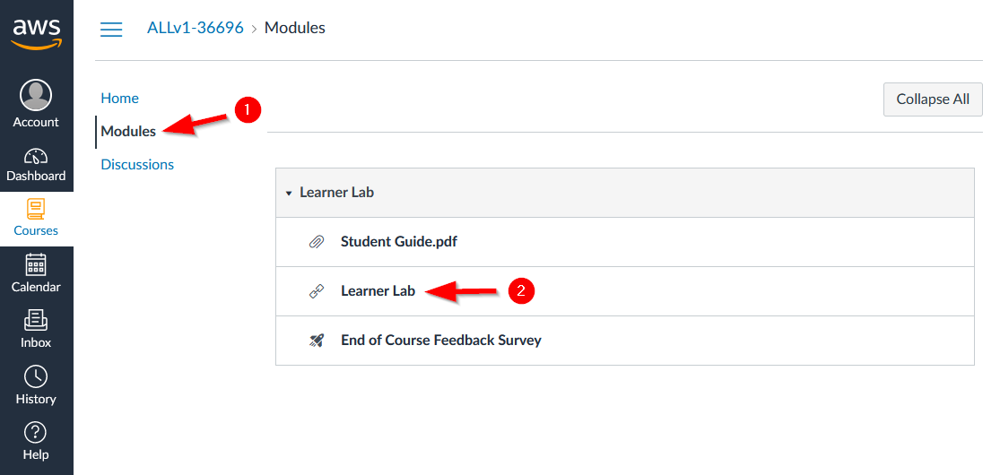 aws
ALLv1-36696 > Modules
Account
Dashboard
Courses
Calendar
Inbox
History
Help
Home
Modules
1
Discussions
Collapse All
Learner Lab
Student Guide.pdf
Learner Lab
2
End of Course Feedback Survey